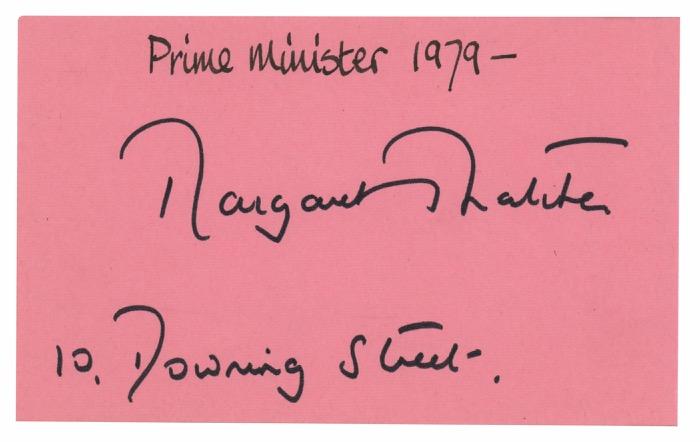 Prime Minister 1979-
Margaret Thatcher
10, Downing Street.